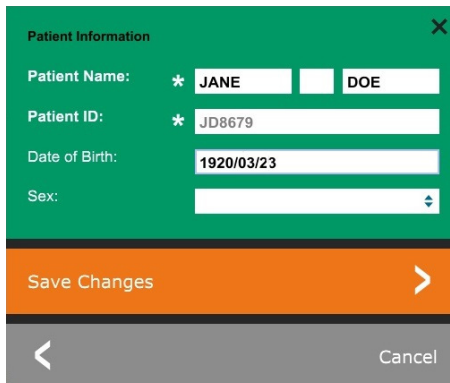 Patient Information
Patient Name: * JANE DOE
Patient ID: * JD8679
Date of Birth: 1920/03/23
Sex:
Save Changes
Cancel